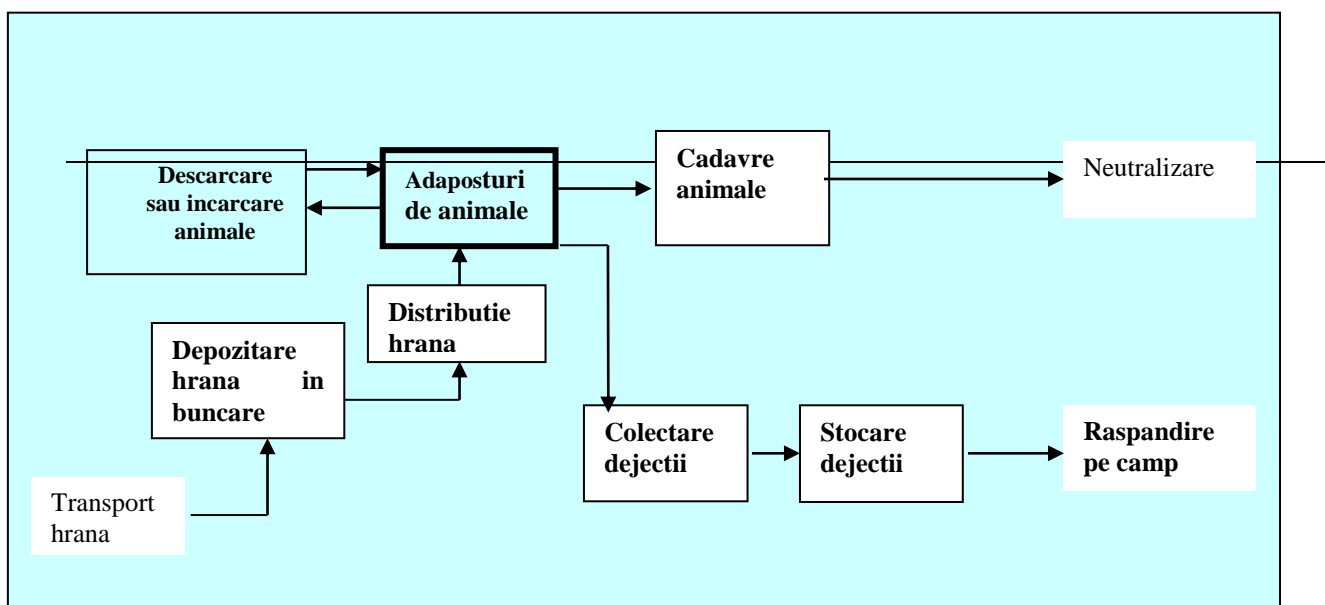 Descarcare
sau incarcare
animale
Adaposturi
de animale
Cadavre
animale
Neutralizare
Distributie
hrana
Depozitare
hrana in
buncare
Transport
hrana
Colectare
dejectii
Stocare
dejectii
Raspandire
pe camp